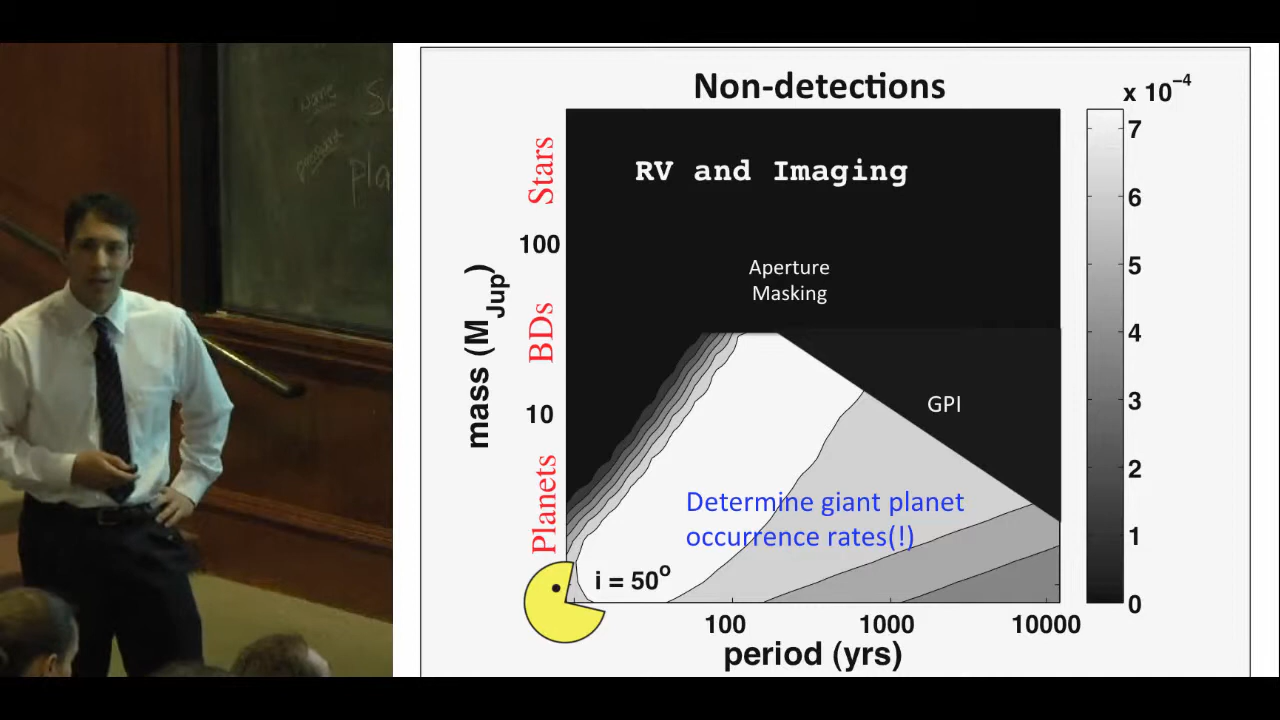 Non-detections
x 10⁻⁴
RV and Imaging
Aperture
Masking
GPI
Determine giant planet
occurrence rates(!)
i = 50º
Stars
BDs
Planets
mass (M_Jup)
100
10
100
1000
10000
period (yrs)
7
6
5
4
3
2
1
0